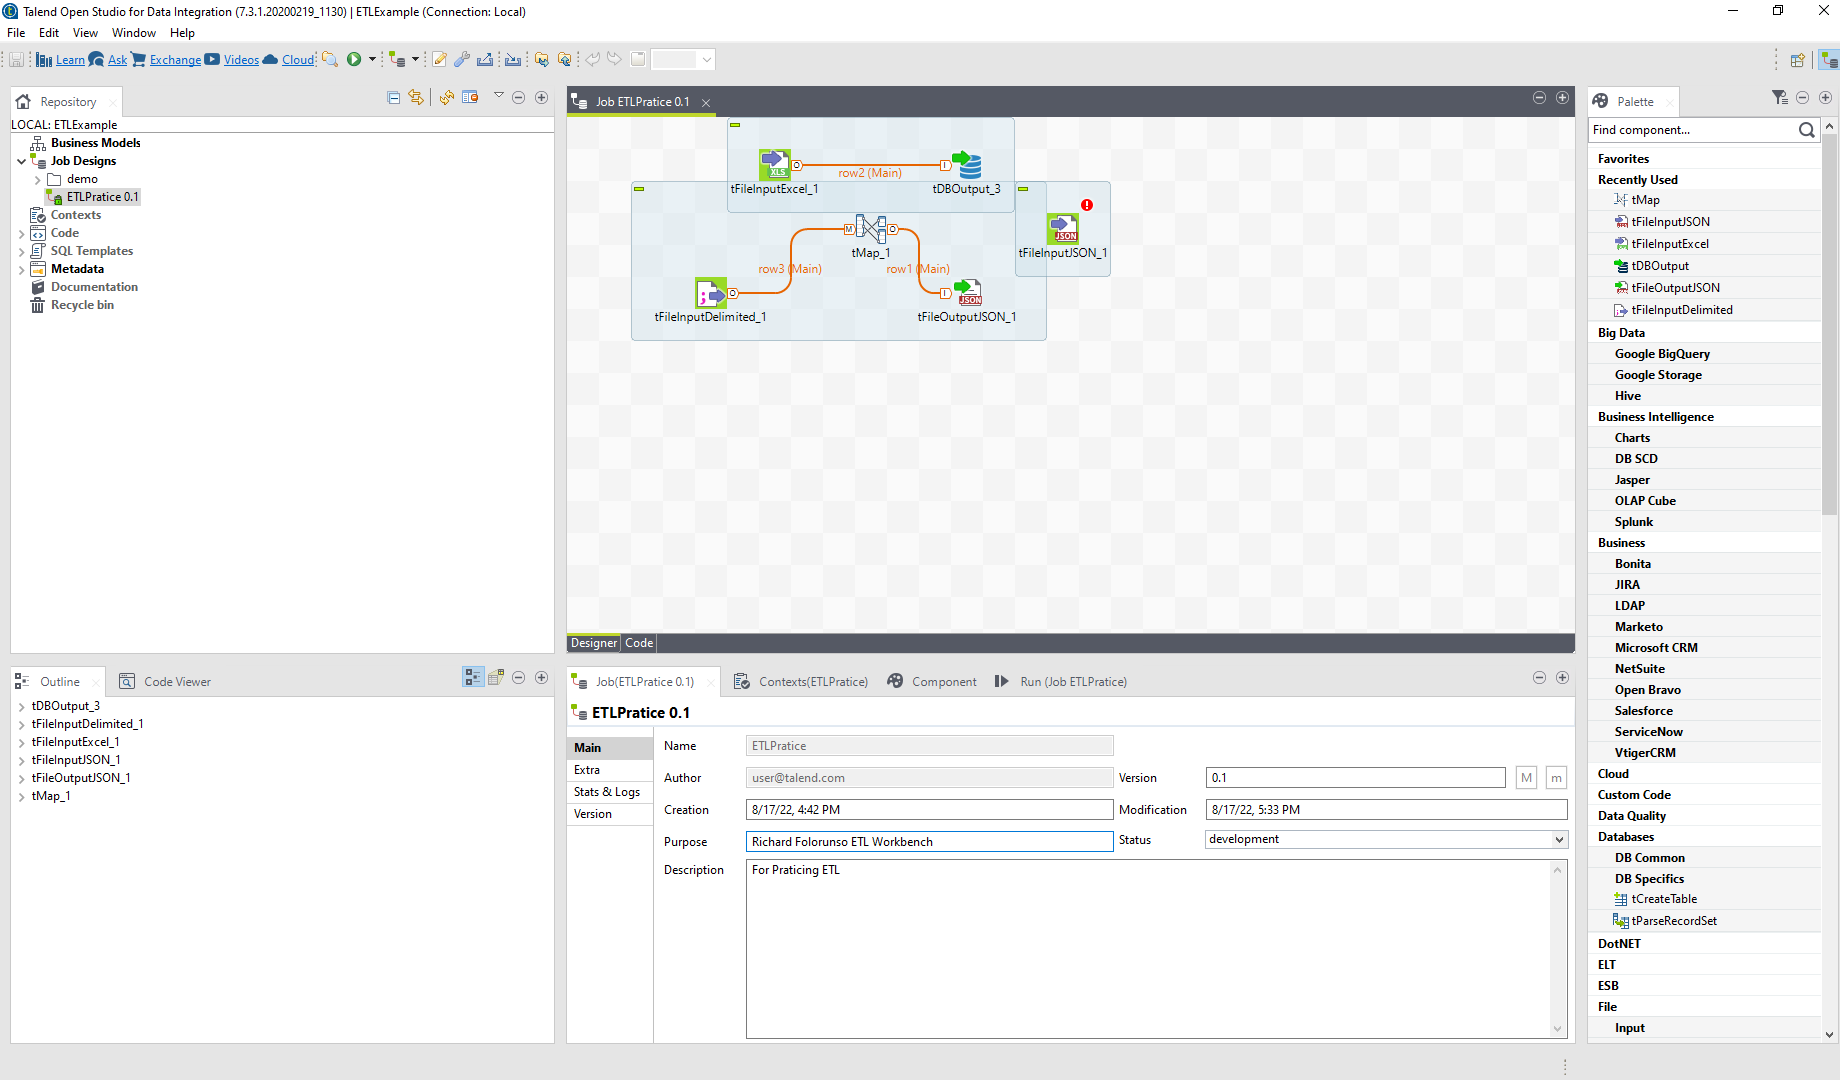 Talend Open Studio for Data Integration (7.3.1.20200219_1130) | ETLExample (Connection: Local)
File Edit View Window Help
Learn Ask Exchange Videos Cloud
Repository
LOCAL: ETLExample
Business Models
Job Designs
demo
ETLPratice 0.1
Contexts
Code
SQL Templates
Metadata
Documentation
Recycle bin
Job ETLPratice 0.1
XLS
O
row2 (Main)
I
tFileInputExcel_1
tDBOutput_3
M
O
tMap_1
JSON
tFileInputJSON_1
row3 (Main)
row1 (Main)
O
I
JSON
tFileInputDelimited_1
tFileOutputJSON_1
Designer Code
Palette
Find component...
Favorites
Recently Used
tMap
tFileInputJSON
tFileInputExcel
tDBOutput
tFileOutputJSON
tFileInputDelimited
Big Data
Google BigQuery
Google Storage
Hive
Business Intelligence
Charts
DB SCD
Jasper
OLAP Cube
Splunk
Business
Bonita
JIRA
LDAP
Marketo
Microsoft CRM
NetSuite
Open Bravo
Salesforce
ServiceNow
VtigerCRM
Cloud
Custom Code
Data Quality
Databases
DB Common
DB Specifics
tCreateTable
tParseRecordSet
DotNET
ELT
ESB
File
Input
Outline Code Viewer
tDBOutput_3
tFileInputDelimited_1
tFileInputExcel_1
tFileInputJSON_1
tFileOutputJSON_1
tMap_1
Job(ETLPratice 0.1) Contexts(ETLPratice) Component Run (Job ETLPratice)
ETLPratice 0.1
Main
Extra
Stats & Logs
Version
Name ETLPratice
Author user@talend.com Version 0.1 M m
Creation 8/17/22, 4:42 PM Modification 8/17/22, 5:33 PM
Purpose Richard Folorunso ETL Workbench Status development
Description For Praticing ETL